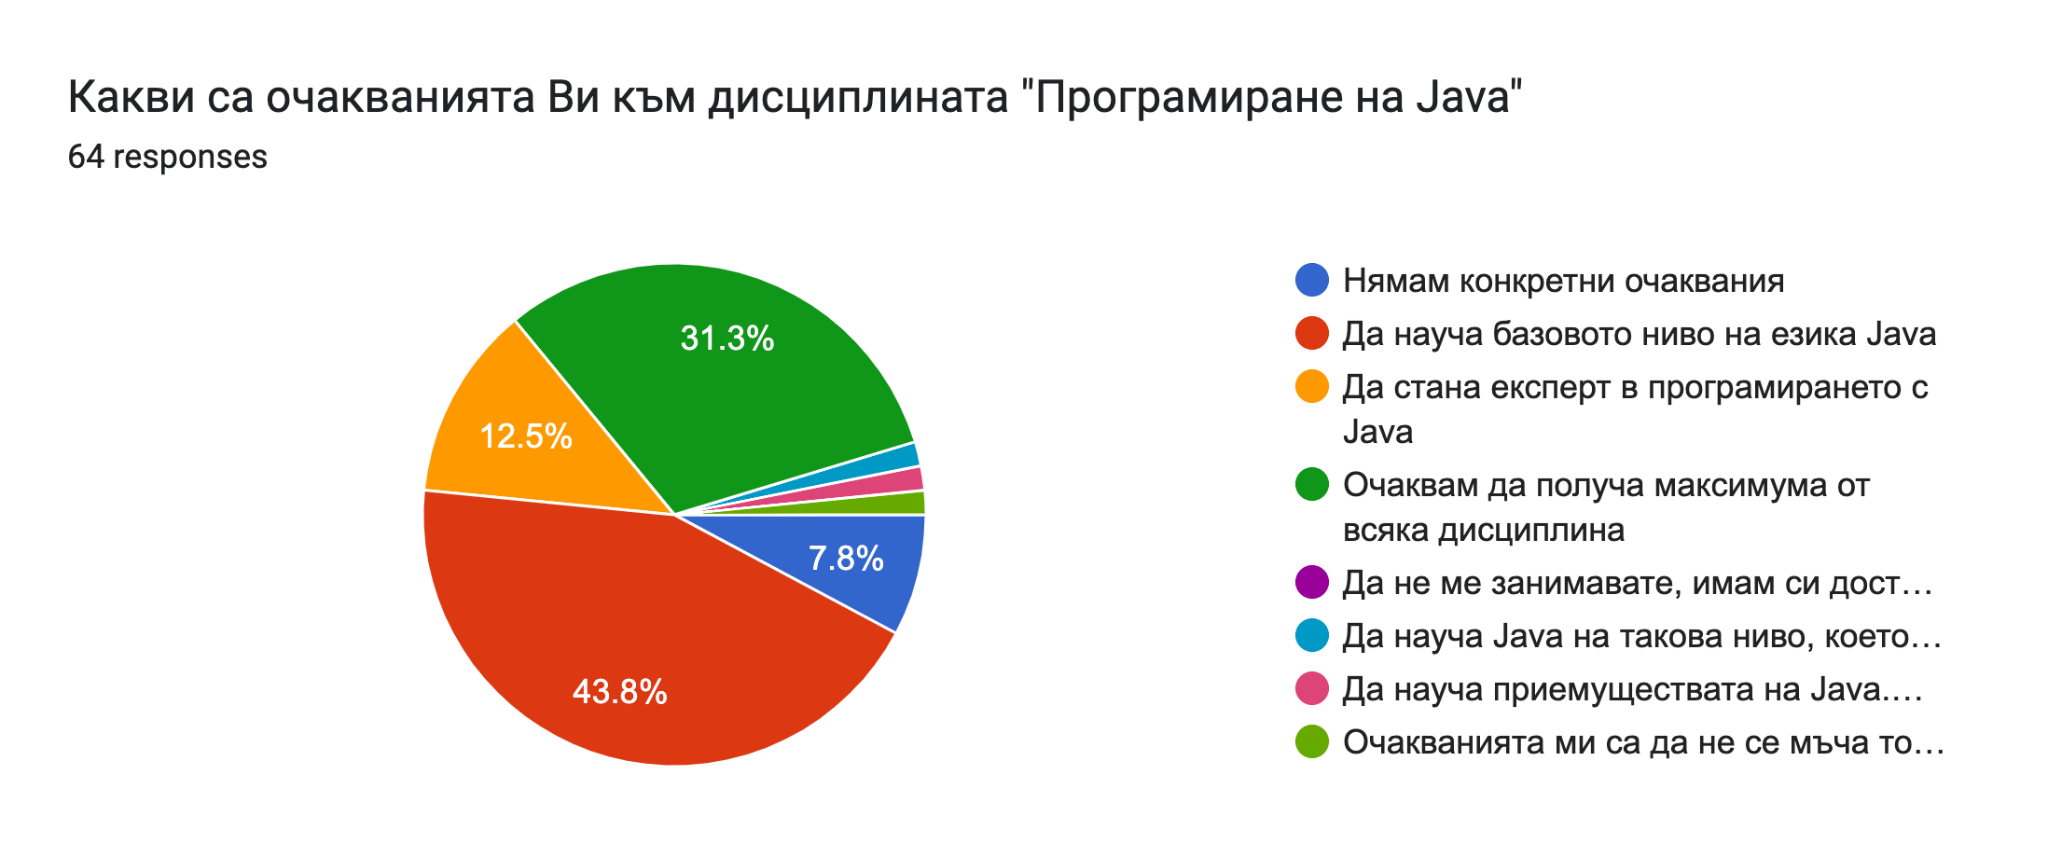 Какви са очакванията Ви към дисциплината "Програмиране на Java"
64 responses
31.3%
12.5%
7.8%
43.8%
Нямам конкретни очаквания
Да науча базовото ниво на езика Java
Да стана експерт в програмирането с
Java
Очаквам да получа максимума от
всяка дисциплина
Да не ме занимавате, имам си дост…
Да науча Java на такова ниво, което…
Да науча приемуществата на Java.…
Очакванията ми са да не се мъча то…